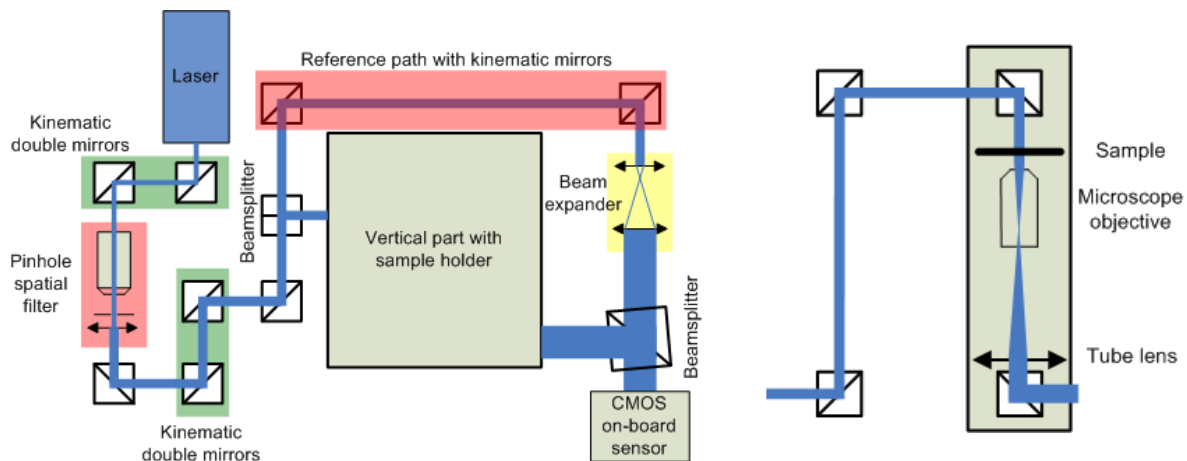 Laser
Reference path with kinematic mirrors
Kinematic
double mirrors
Beamsplitter
Beam
expander
Pinhole
spatial
filter
Vertical part with
sample holder
Beamsplitter
CMOS
on-board
sensor
Kinematic
double mirrors
Sample
Microscope
objective
Tube lens